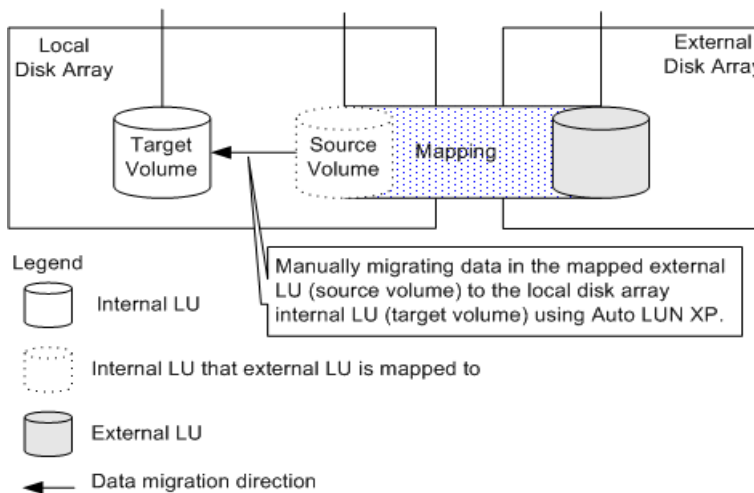 Local
Disk Array
External
Disk Array
Target
Volume
Source
Volume
Mapping
Legend
Manually migrating data in the mapped external
LU (source volume) to the local disk array
internal LU (target volume) using Auto LUN XP.
Internal LU
Internal LU that external LU is mapped to
External LU
Data migration direction